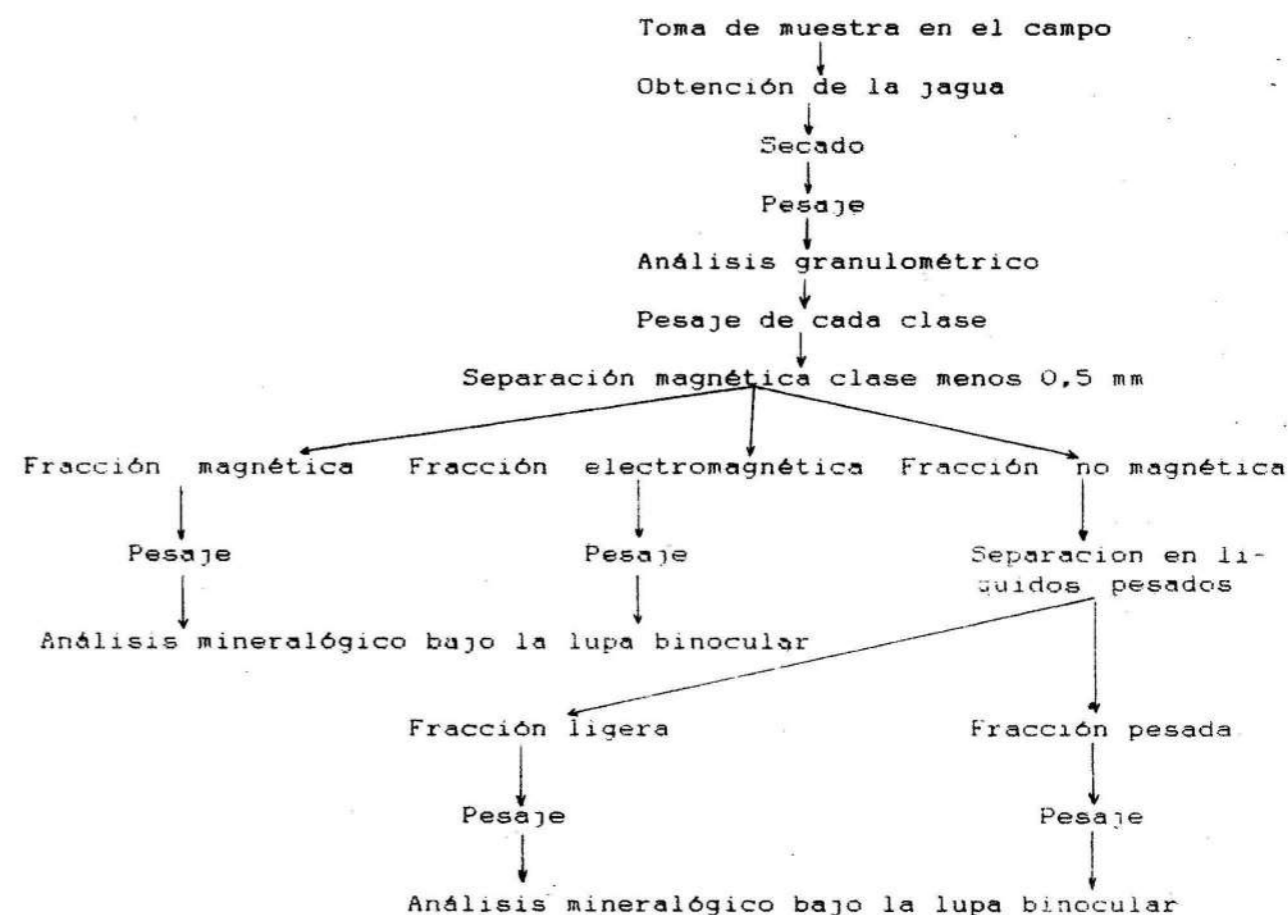 Toma de muestra en el campo
Obtención de la jagua
Secado
Pesaje
Análisis granulométrico
Pesaje de cada clase
Separación magnética clase menos 0,5 mm
Fracción magnética Fracción electromagnética Fracción no magnética
Pesaje Pesaje Separacion en li-
quidos pesados
Análisis mineralógico bajo la lupa binocular
Fracción ligera Fracción pesada
Pesaje Pesaje
Análisis mineralógico bajo la lupa binocular